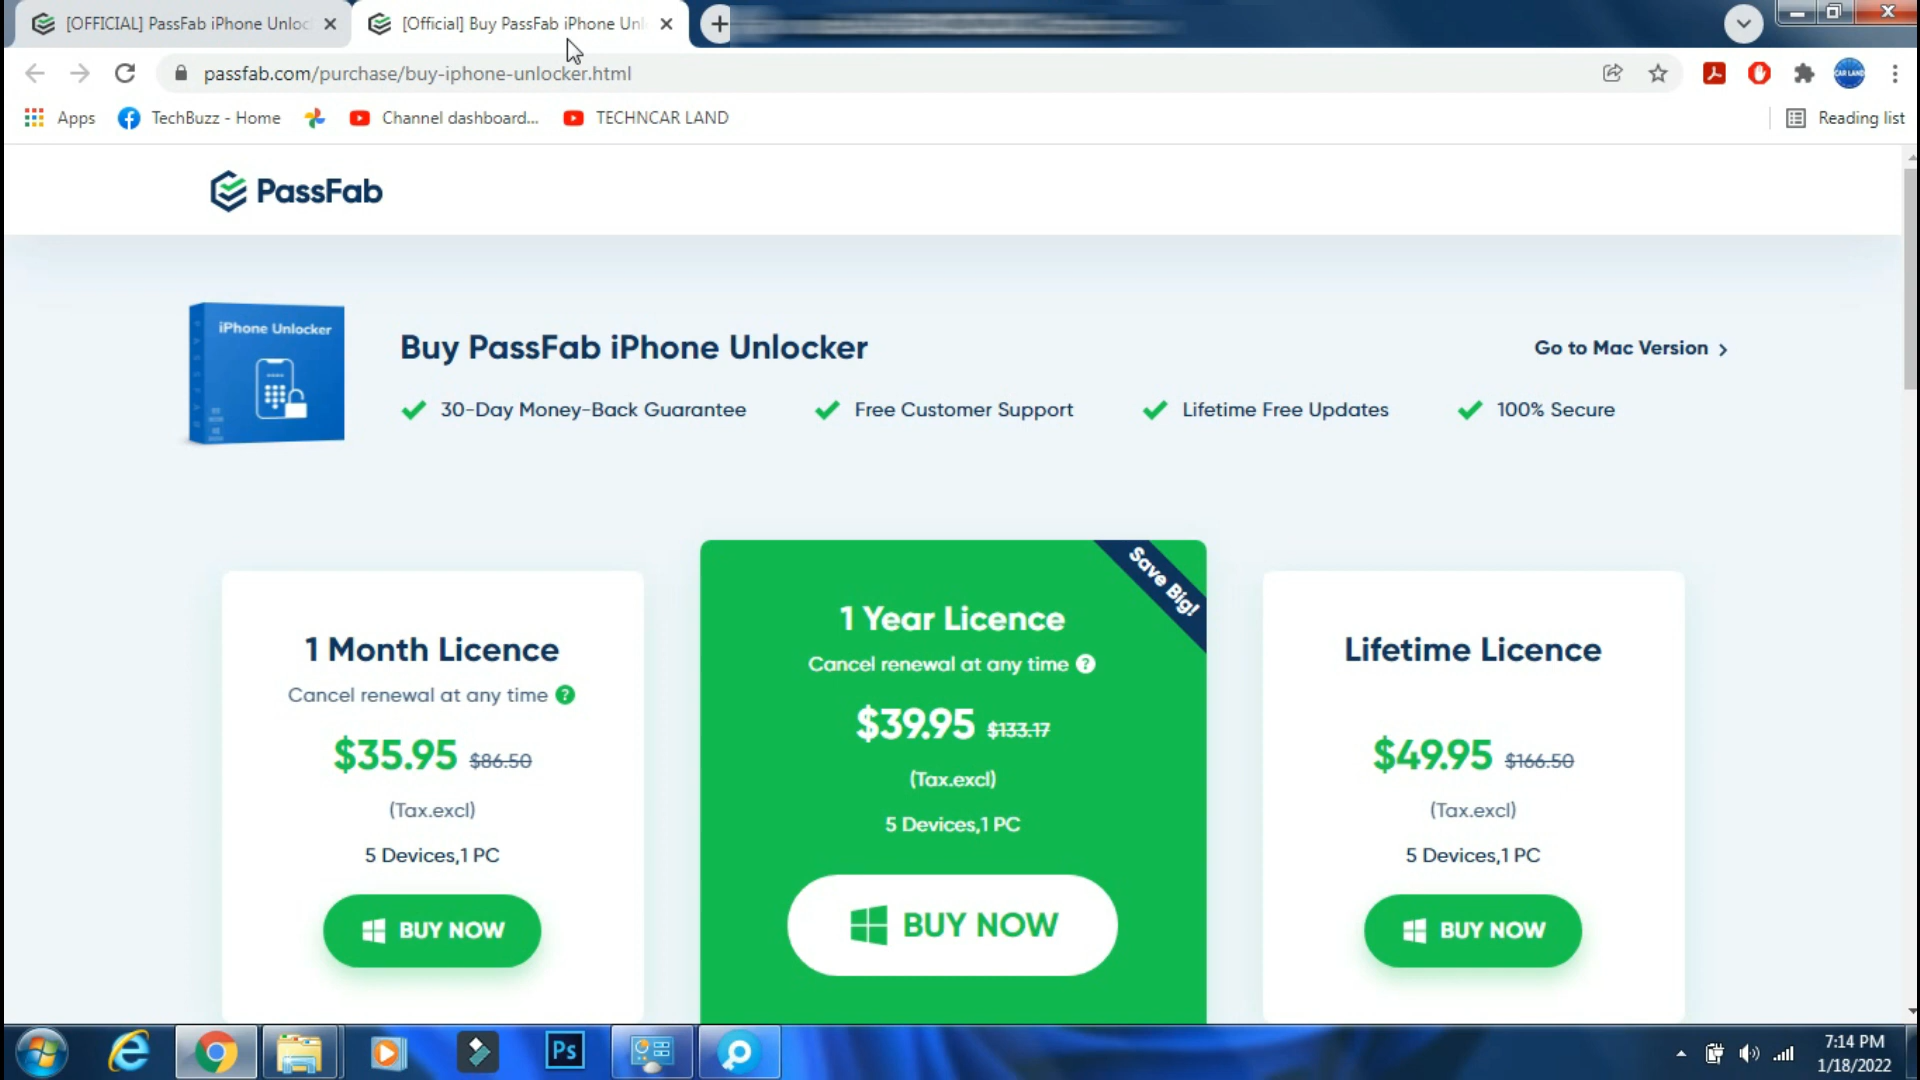 [OFFICIAL] PassFab iPhone Unloc
[Official] Buy PassFab iPhone Unl
passfab.com/purchase/buy-iphone-unlocker.html
CAR LAND
Apps
TechBuzz - Home
Channel dashboard...
TECHNCAR LAND
Reading list
PassFab
iPhone Unlocker
Buy PassFab iPhone Unlocker
Go to Mac Version
30-Day Money-Back Guarantee
Free Customer Support
Lifetime Free Updates
100% Secure
1 Month Licence
Cancel renewal at any time ?
$35.95 $86.50
(Tax.excl)
5 Devices,1 PC
BUY NOW
Save Big!
1 Year Licence
Cancel renewal at any time ?
$39.95 $133.17
(Tax.excl)
5 Devices,1 PC
BUY NOW
Lifetime Licence
$49.95 $166.50
(Tax.excl)
5 Devices,1 PC
BUY NOW
Ps
7:14 PM
1/18/2022